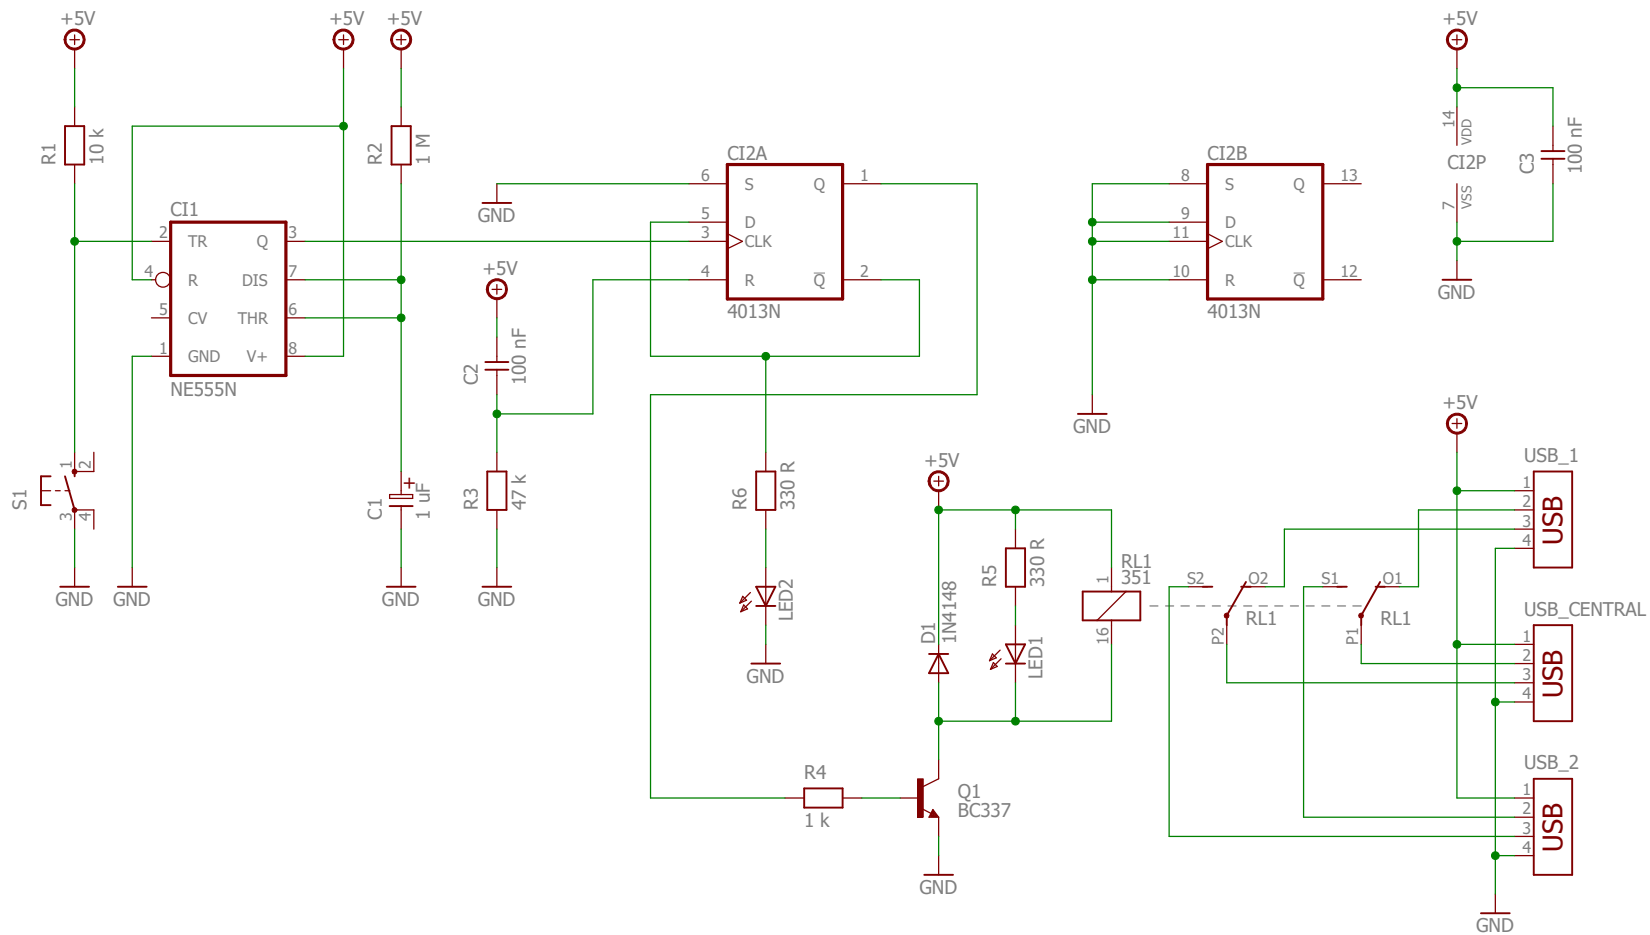 +5V
+5V
+5V
R1
10 k
R2
1 M
CI1
2
TR
Q
3
4
R
DIS
7
5
CV
THR
6
1
GND
V+
8
NE555N
S1
1
2
3
4
GND
GND
C1
+
1 uF
GND
GND
+5V
C2
100 nF
R3
47 k
GND
CI2A
6
S
Q
1
5
D
3
CLK
4
R
Q
2
4013N
R6
330 R
LED2
GND
CI2B
8
S
Q
13
9
D
11
CLK
10
R
Q
12
4013N
GND
+5V
14
VDD
CI2P
7
VSS
C3
100 nF
GND
+5V
D1
1N4148
R5
330 R
LED1
RL1
351
1
16
R4
1 k
Q1
BC337
GND
S2
O2
P2
RL1
S1
O1
P1
RL1
+5V
USB_1
1
2
3
4
USB
USB_CENTRAL
1
2
3
4
USB
USB_2
1
2
3
4
USB
GND